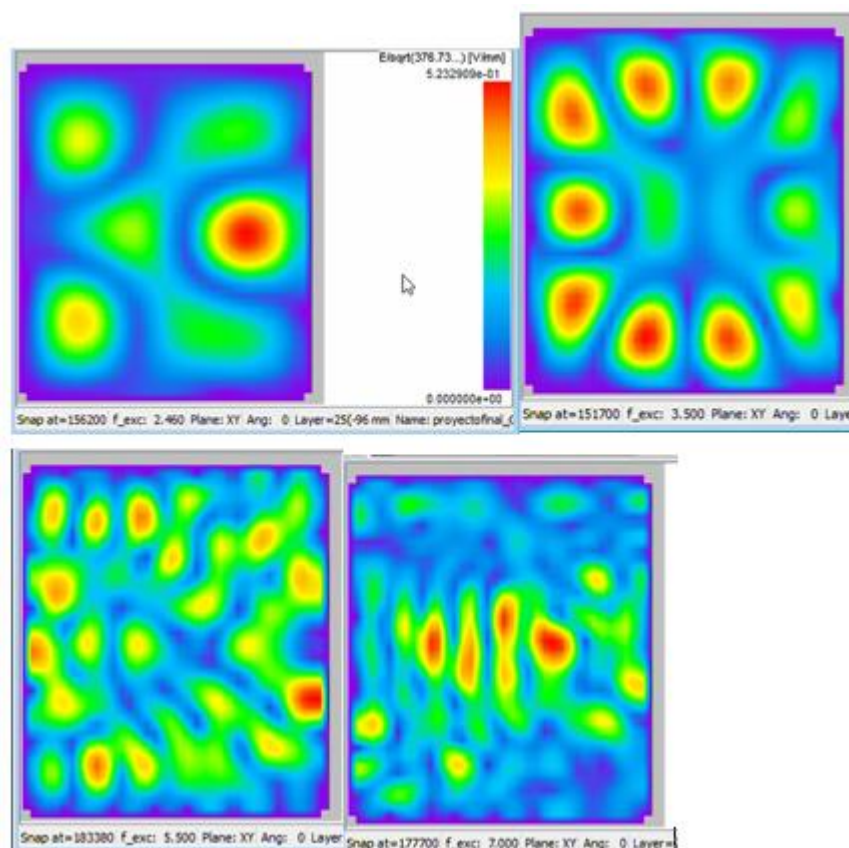 E/sqrt(376.73...) [V/mm]
5.232909e-01
0.000000e+00
Snap at=156200 f_exc: 2.460 Plane: XY Ang: 0 Layer=25(-96 mm Name: proyectofinal_
Snap at=151700 f_exc: 3.500 Plane: XY Ang: 0 Layer
Snap at=183380 f_exc: 5.500 Plane: XY Ang: 0 Layer
Snap at=177700 f_exc: 7.000 Plane: XY Ang: 0 Layer=